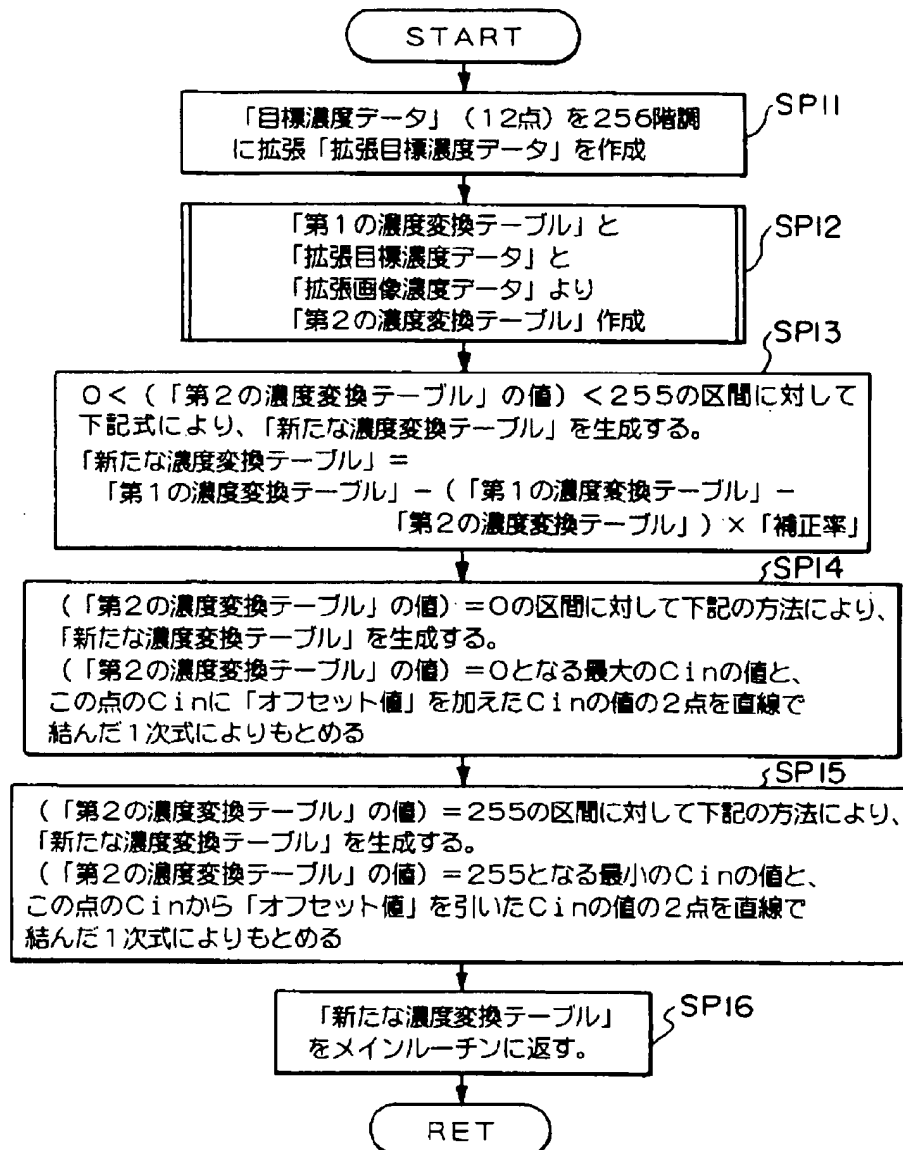 START
SP11
「目標濃度データ」（12点）を256階調
に拡張「拡張目標濃度データ」を作成
SP12
「第1の濃度変換テーブル」と
「拡張目標濃度データ」と
「拡張画像濃度データ」より
「第2の濃度変換テーブル」作成
SP13
0＜（「第2の濃度変換テーブル」の値）＜255の区間に対して
下記式により、「新たな濃度変換テーブル」を生成する。
「新たな濃度変換テーブル」＝
「第1の濃度変換テーブル」－（「第1の濃度変換テーブル」－
「第2の濃度変換テーブル」）×「補正率」
SP14
（「第2の濃度変換テーブル」の値）＝0の区間に対して下記の方法により、
「新たな濃度変換テーブル」を生成する。
（「第2の濃度変換テーブル」の値）＝0となる最大のCinの値と、
この点のCinに「オフセット値」を加えたCinの値の2点を直線で
結んだ1次式によりもとめる
SP15
（「第2の濃度変換テーブル」の値）＝255の区間に対して下記の方法により、
「新たな濃度変換テーブル」を生成する。
（「第2の濃度変換テーブル」の値）＝255となる最小のCinの値と、
この点のCinから「オフセット値」を引いたCinの値の2点を直線で
結んだ1次式によりもとめる
SP16
「新たな濃度変換テーブル」
をメインルーチンに返す。
RET